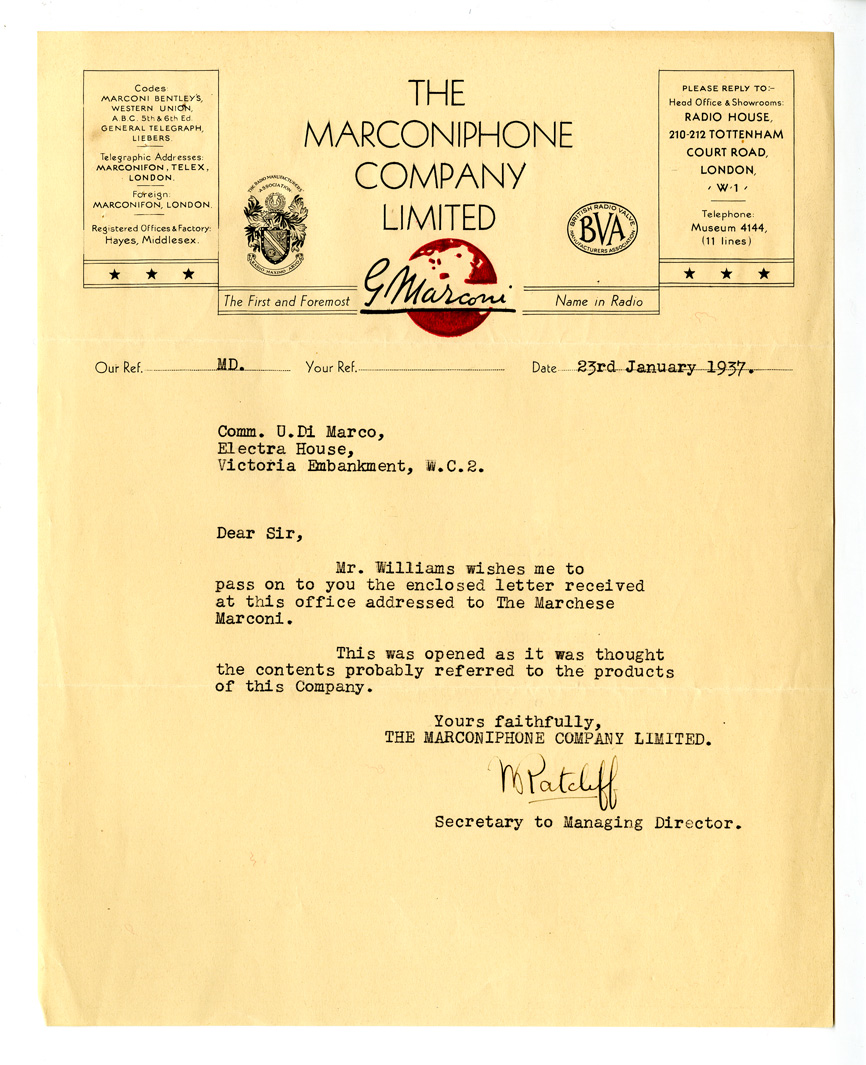 Codes
MARCONI BENTLEY'S,
WESTERN UNION,
A.B.C. 5th & 6th Ed.
GENERAL TELEGRAPH,
LIEBERS.
Telegraphic Addresses:
MARCONIFON, TELEX,
LONDON.
Foreign:
MARCONIFON, LONDON.
Registered Offices & Factory:
Hayes, Middlesex.
THE
MARCONIPHONE
COMPANY
LIMITED
THE RADIO MANUFACTURERS'
ASSOCIATION
BRITISH RADIO VALVE
BVA
MANUFACTURERS ASSOCIATION
PLEASE REPLY TO:-
Head Office & Showrooms:
RADIO HOUSE,
210-212 TOTTENHAM
COURT ROAD,
LONDON,
W·1
Telephone:
Museum 4144,
(11 lines)
The First and Foremost
G Marconi
Name in Radio
Our Ref. MD. Your Ref. Date 23rd January 1937.
Comm. U.Di Marco,
Electra House,
Victoria Embankment, W.C.2.
Dear Sir,
Mr. Williams wishes me to
pass on to you the enclosed letter received
at this office addressed to The Marchese
Marconi.
This was opened as it was thought
the contents probably referred to the products
of this Company.
Yours faithfully,
THE MARCONIPHONE COMPANY LIMITED.
Secretary to Managing Director.